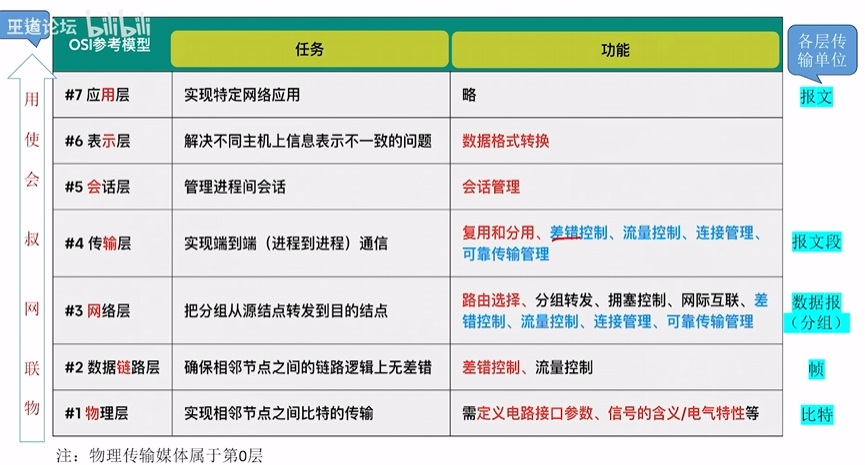 王道论坛 bilibili
OSI参考模型
任务
功能
各层传
输单位
#7 应用层
实现特定网络应用
略
报文
#6 表示层
解决不同主机上信息表示不一致的问题
数据格式转换
#5 会话层
管理进程间会话
会话管理
#4 传输层
实现端到端（进程到进程）通信
复用和分用、差错控制、流量控制、连接管理、
可靠传输管理
报文段
#3 网络层
把分组从源结点转发到目的结点
路由选择、分组转发、拥塞控制、网际互联、差
错控制、流量控制、连接管理、可靠传输管理
数据报
（分组）
#2 数据链路层
确保相邻节点之间的链路逻辑上无差错
差错控制、流量控制
帧
#1 物理层
实现相邻节点之间比特的传输
需定义电路接口参数、信号的含义/电气特性等
比特
用
使
会
叔
网
联
物
注：物理传输媒体属于第0层